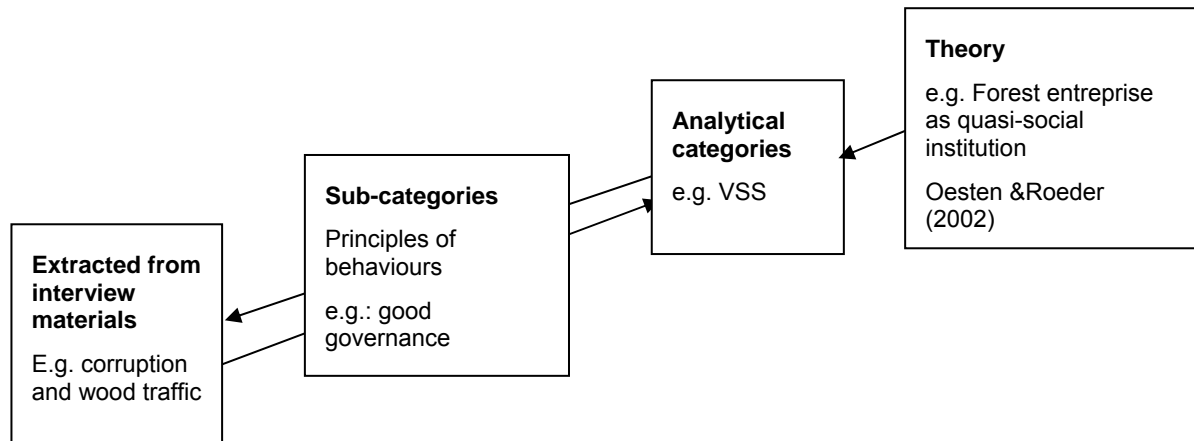 Extracted from
interview
materials
E.g. corruption
and wood traffic
Sub-categories
Principles of
behaviours
e.g.: good
governance
Analytical
categories
e.g. VSS
Theory
e.g. Forest entreprise
as quasi-social
institution
Oesten &Roeder
(2002)